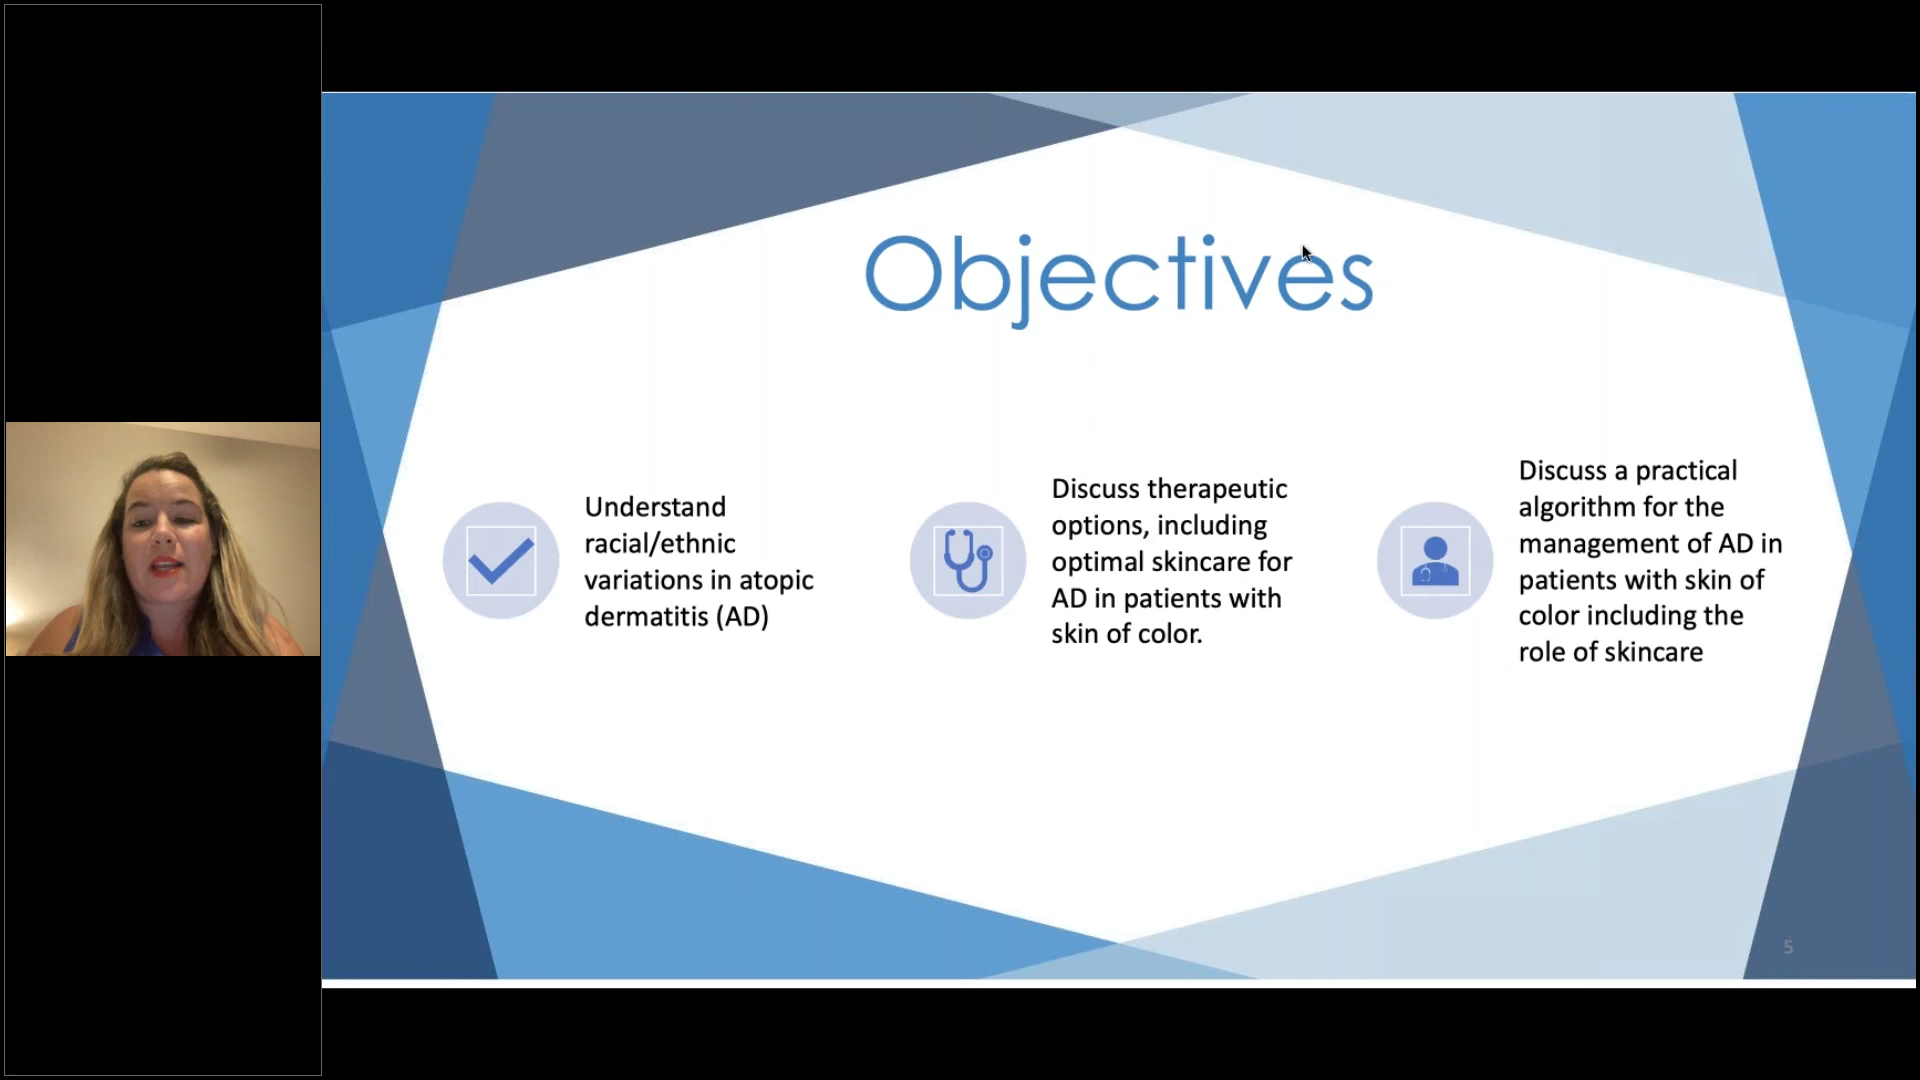 Objectives
Understand
racial/ethnic
variations in atopic
dermatitis (AD)
Discuss therapeutic
options, including
optimal skincare for
AD in patients with
skin of color.
Discuss a practical
algorithm for the
management of AD in
patients with skin of
color including the
role of skincare
5